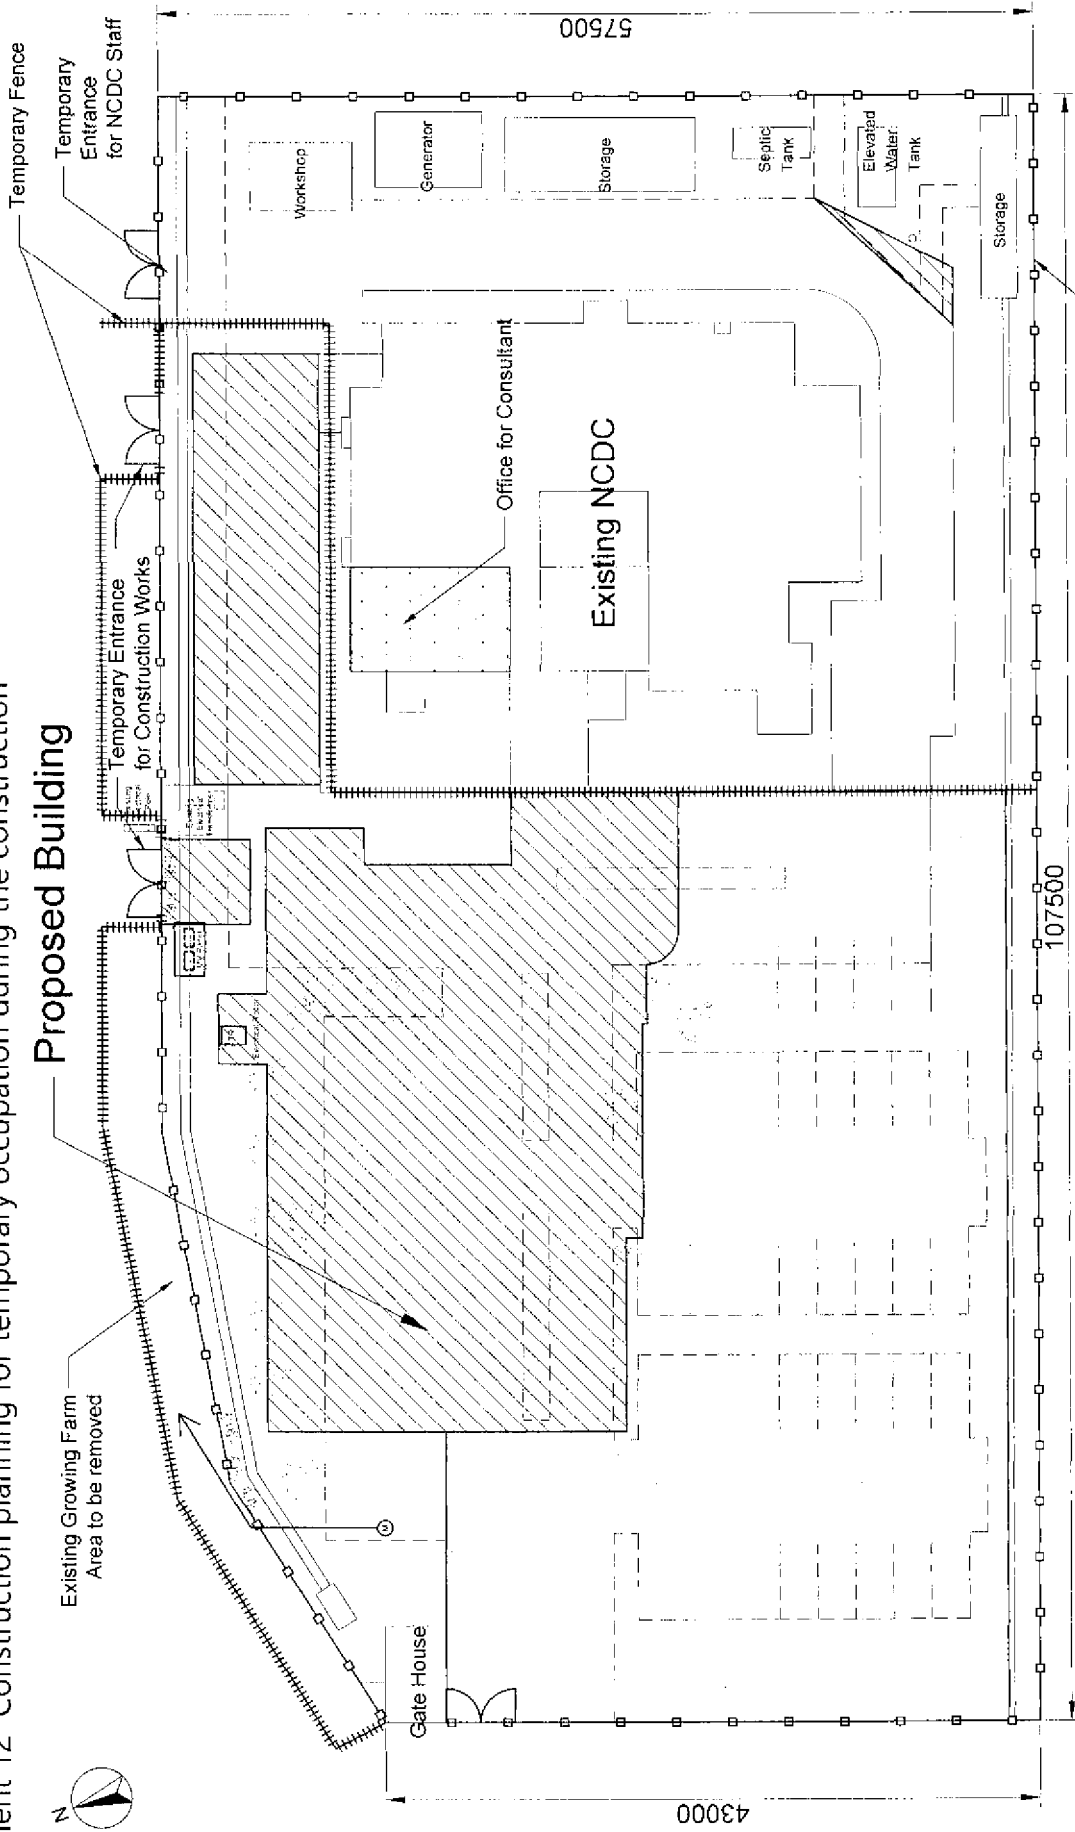 ent 12 Construction planning for temporary occupation during the construction
Proposed Building
Temporary Fence
Temporary
Entrance
for NCDC Staff
Temporary Entrance
for Construction Works
Existing Growing Farm
Area to be removed
N
Workshop
Generator
Storage
Septic
Tank
Elevated
Water
Tank
Storage
Office for Consultant
Existing NCDC
Gate House
M
57500
43000
107500